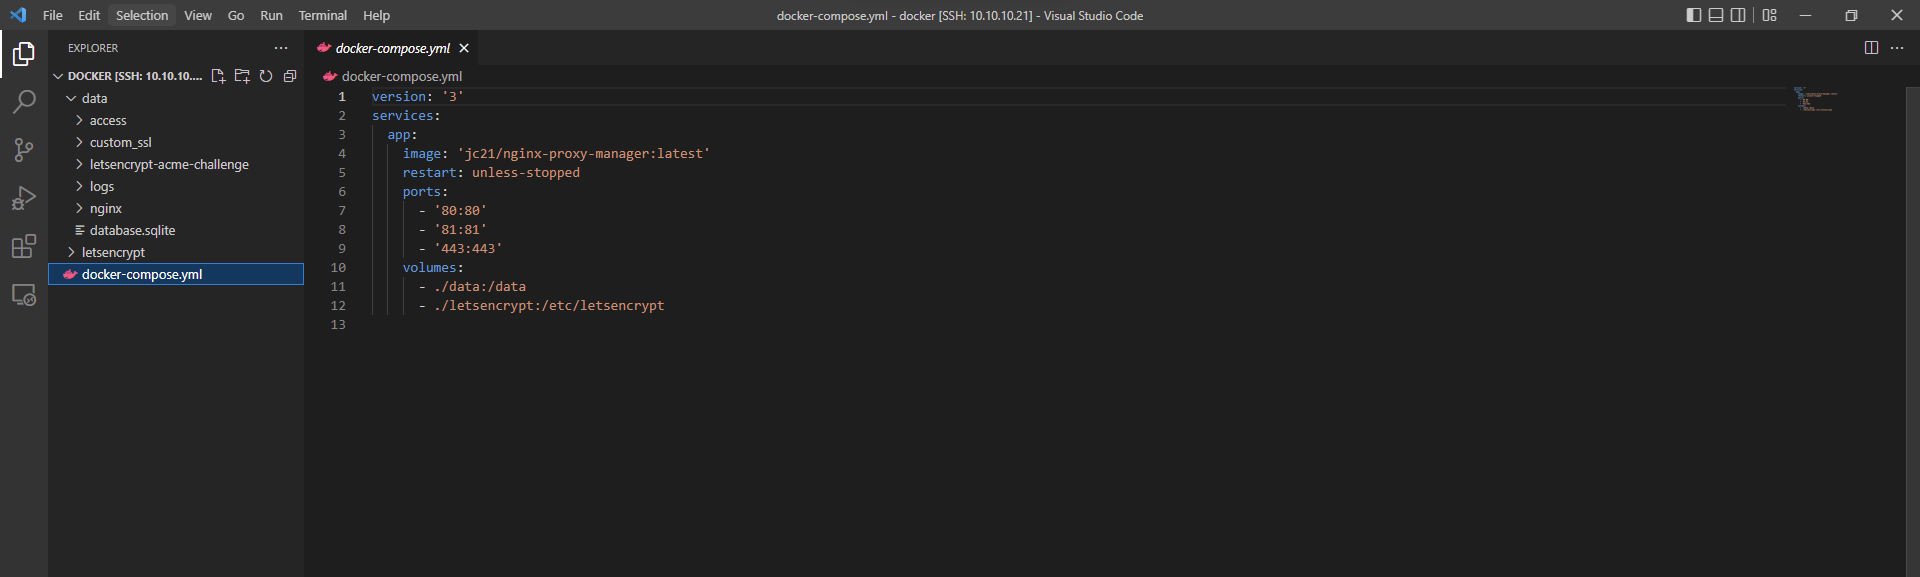 File Edit Selection View Go Run Terminal Help
docker-compose.yml - docker [SSH: 10.10.10.21] - Visual Studio Code
EXPLORER
DOCKER [SSH: 10.10.10....
data
access
custom_ssl
letsencrypt-acme-challenge
logs
nginx
database.sqlite
letsencrypt
docker-compose.yml
docker-compose.yml
docker-compose.yml
1 version: '3'
2 services:
3 app:
4 image: 'jc21/nginx-proxy-manager:latest'
5 restart: unless-stopped
6 ports:
7 - '80:80'
8 - '81:81'
9 - '443:443'
10 volumes:
11 - ./data:/data
12 - ./letsencrypt:/etc/letsencrypt
13